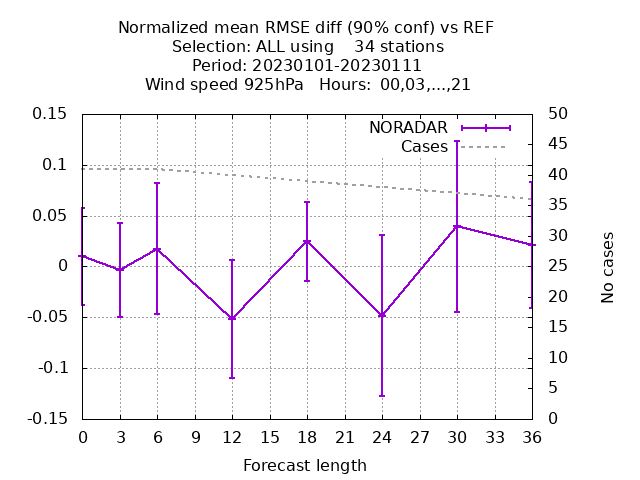 Normalized mean RMSE diff (90% conf) vs REF
Selection: ALL using    34 stations
Period: 20230101-20230111
Wind speed 925hPa   Hours:  00,03,...,21
NORADAR
Cases
0.15
0.1
0.05
0
-0.05
-0.1
-0.15
50
45
40
35
30
25
20
15
10
5
0
No cases
0 3 6 9 12 15 18 21 24 27 30 33 36
Forecast length